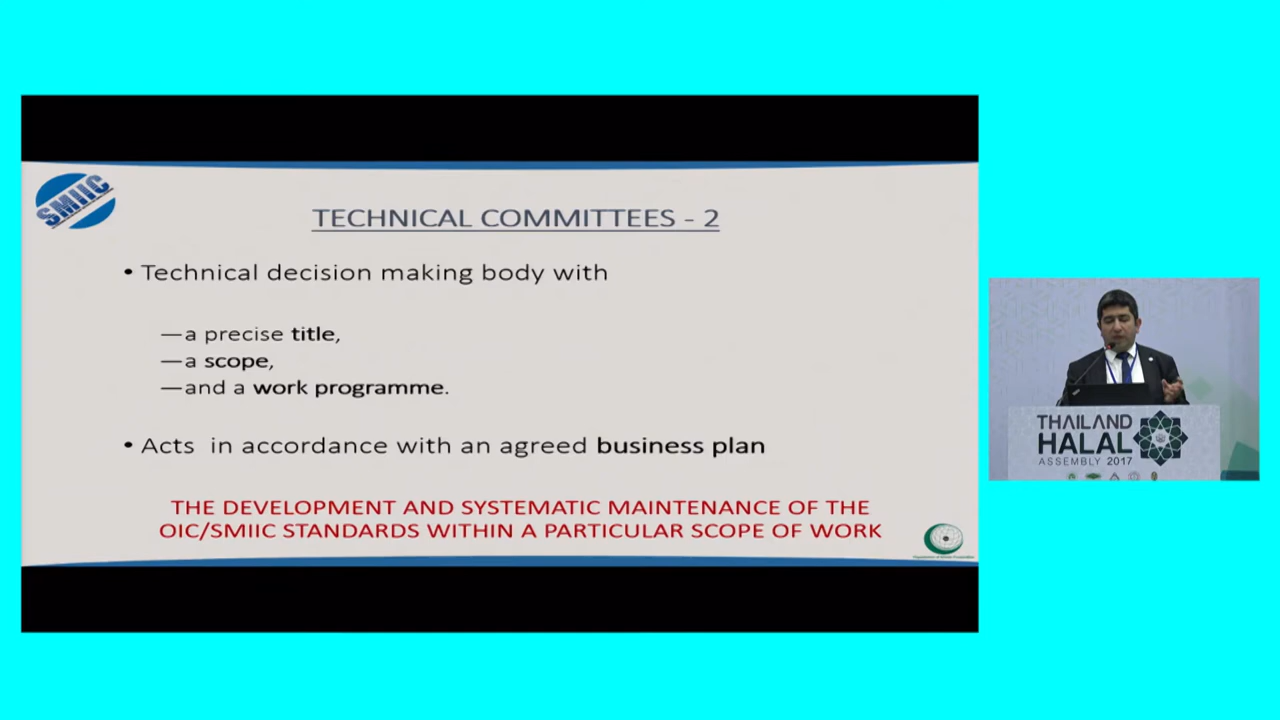 SMIIC
TECHNICAL COMMITTEES - 2
• Technical decision making body with
—a precise title,
—a scope,
—and a work programme.
• Acts in accordance with an agreed business plan
THE DEVELOPMENT AND SYSTEMATIC MAINTENANCE OF THE
OIC/SMIIC STANDARDS WITHIN A PARTICULAR SCOPE OF WORK
THAILAND
HALAL
ASSEMBLY 2017